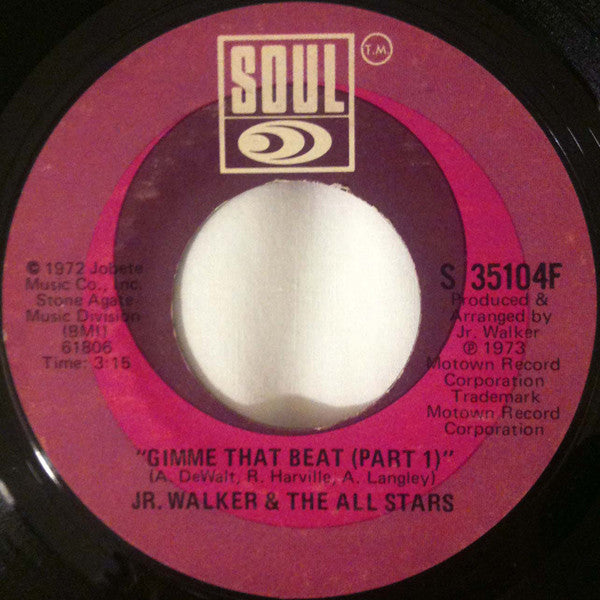 SOUL
T.M.
© 1972 Jobete
Music Co., Inc.
Stone Agate
Music Division
(BMI)
61806
Time: 3:15
S 35104F
Produced &
Arranged by
Jr. Walker
℗ 1973
Motown Record
Corporation
Trademark
Motown Record
Corporation
"GIMME THAT BEAT (PART 1)"
(A. DeWalt, R. Harville, A. Langley)
JR. WALKER & THE ALL STARS